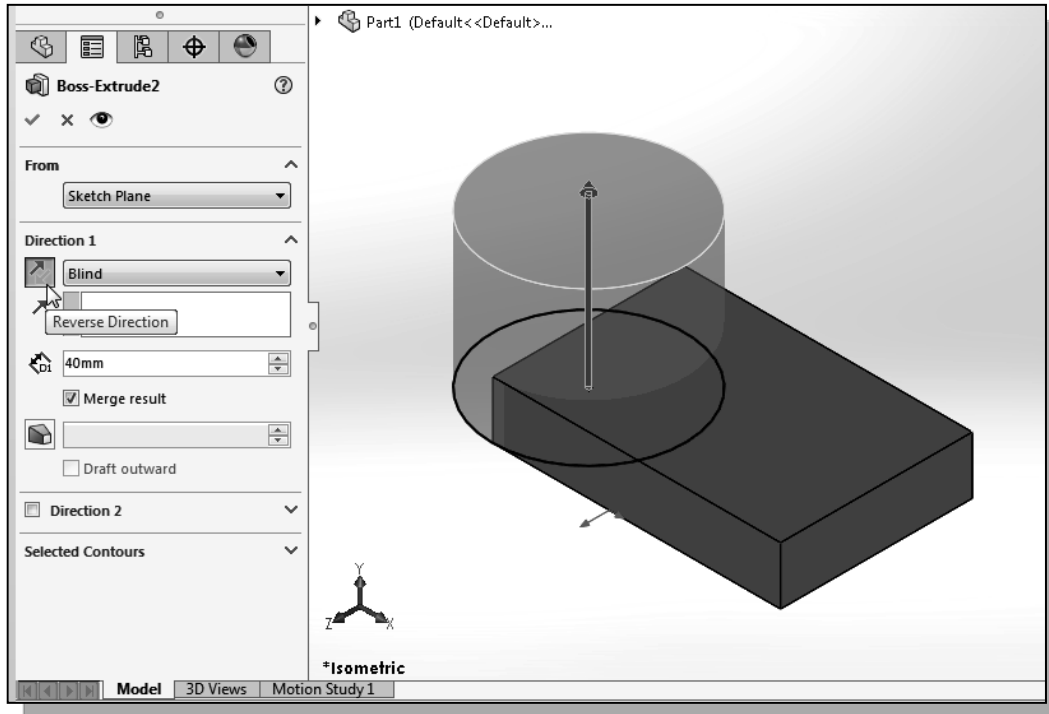 Part1 (Default<<Default>...
Boss-Extrude2
From
Sketch Plane
Direction 1
Blind
Reverse Direction
D1
40mm
Merge result
Draft outward
Direction 2
Selected Contours
Y
Z
X
*Isometric
Model 3D Views Motion Study 1